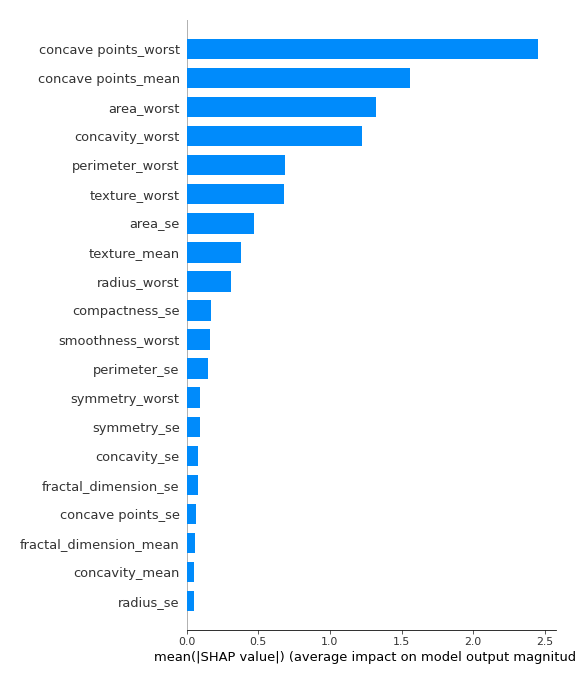 concave points_worst
concave points_mean
area_worst
concavity_worst
perimeter_worst
texture_worst
area_se
texture_mean
radius_worst
compactness_se
smoothness_worst
perimeter_se
symmetry_worst
symmetry_se
concavity_se
fractal_dimension_se
concave points_se
fractal_dimension_mean
concavity_mean
radius_se
0.0 0.5 1.0 1.5 2.0 2.5
mean(|SHAP value|) (average impact on model output magnitud